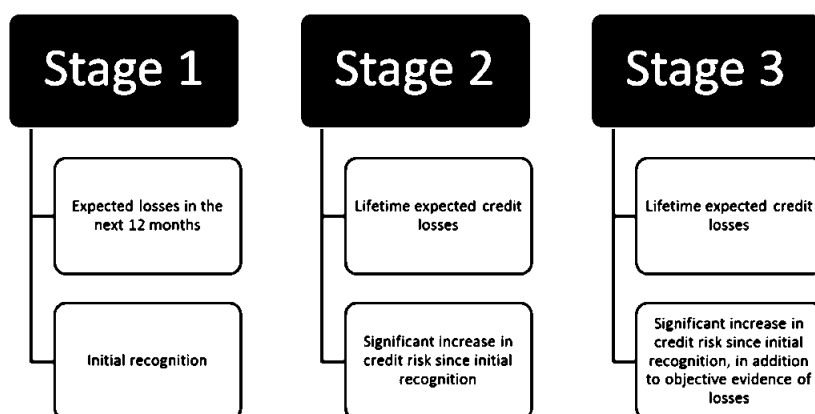 Stage 1
Expected losses in the
next 12 months
Initial recognition
Stage 2
Lifetime expected credit
losses
Significant increase in
credit risk since initial
recognition
Stage 3
Lifetime expected credit
losses
Significant increase in
credit risk since initial
recognition, in addition
to objective evidence of
losses